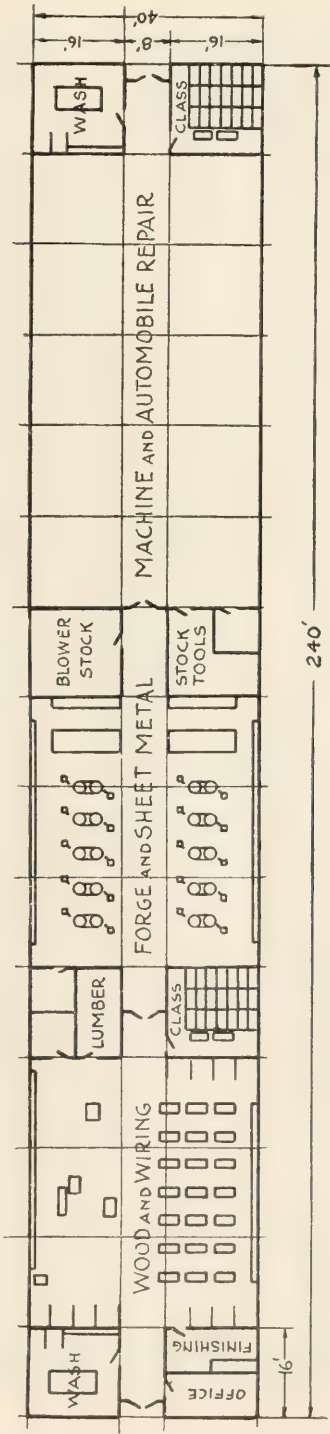 40'
16'
8'
16'
WASH
CLASS
MACHINE AND AUTOMOBILE REPAIR
BLOWER
STOCK
STOCK
TOOLS
FORGE AND SHEET METAL
240'
LUMBER
CLASS
WOOD AND WIRING
WASH
FINISHING
OFFICE
16'